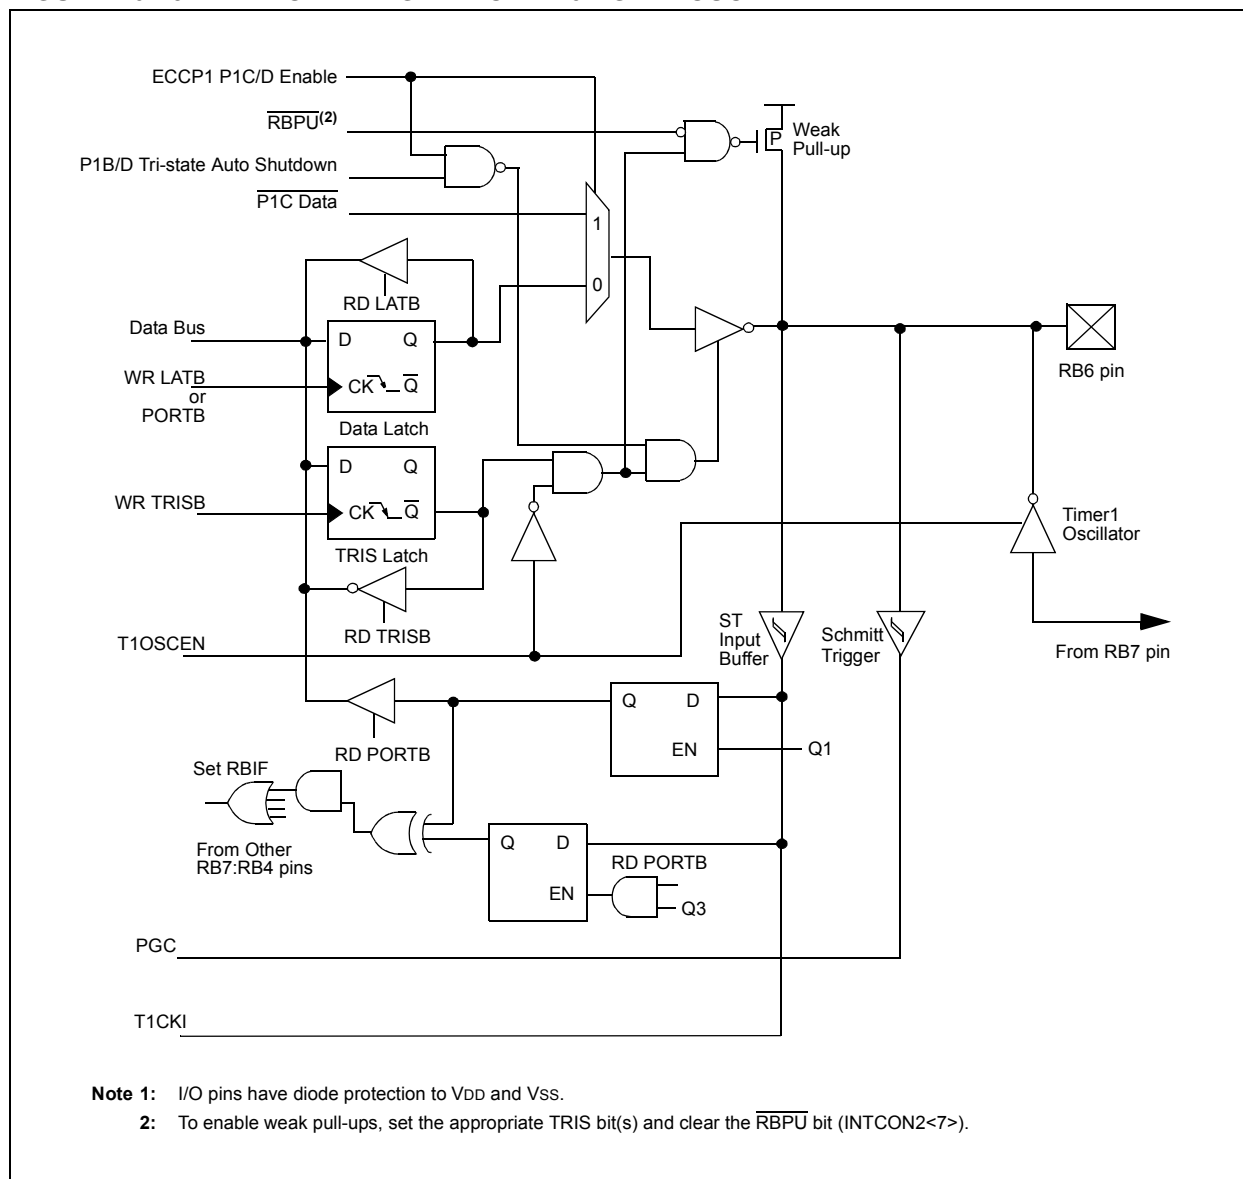 ECCP1 P1C/D Enable
RBPU(2)
Weak
Pull-up
P
P1B/D Tri-state Auto Shutdown
P1C Data
1
0
RD LATB
Data Bus
D Q
WR LATB
or
PORTB
CK Q
Data Latch
RB6 pin
D Q
WR TRISB
CK Q
TRIS Latch
Timer1
Oscillator
RD TRISB
T1OSCEN
ST
Input
Buffer
Schmitt
Trigger
From RB7 pin
Q D
EN
Q1
RD PORTB
Set RBIF
From Other
RB7:RB4 pins
Q D
EN
RD PORTB
Q3
PGC
T1CKI
Note 1: I/O pins have diode protection to VDD and VSS.
2: To enable weak pull-ups, set the appropriate TRIS bit(s) and clear the RBPU bit (INTCON2<7>).